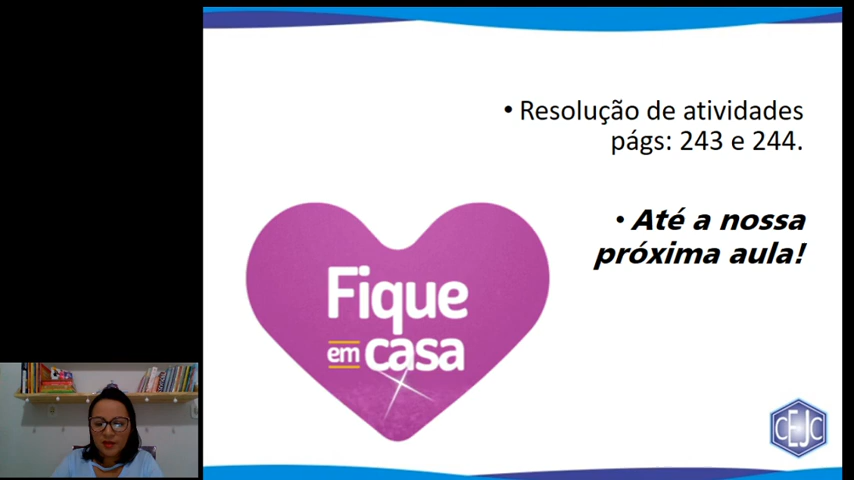 • Resolução de atividades
págs: 243 e 244.
• Até a nossa
próxima aula!
Fique
em casa
CEJC